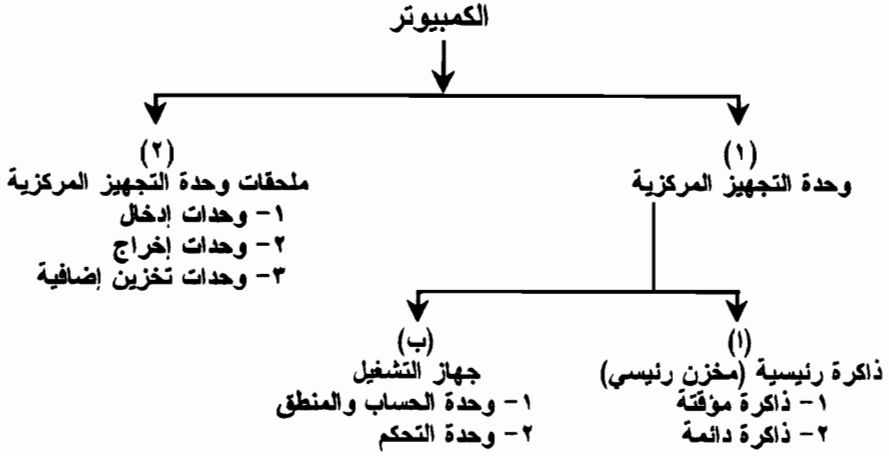 الكمبيوتر
(١)
وحدة التجهيز المركزية
(٢)
ملحقات وحدة التجهيز المركزية
١- وحدات إدخال
٢- وحدات إخراج
٣- وحدات تخزين إضافية
(ا)
ذاكرة رئيسية (مخزن رئيسي)
١- ذاكرة مؤقتة
٢- ذاكرة دائمة
(ب)
جهاز التشغيل
١- وحدة الحساب والمنطق
٢- وحدة التحكم